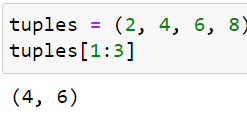 tuples = (2, 4, 6, 8)
tuples[1:3]
(4, 6)